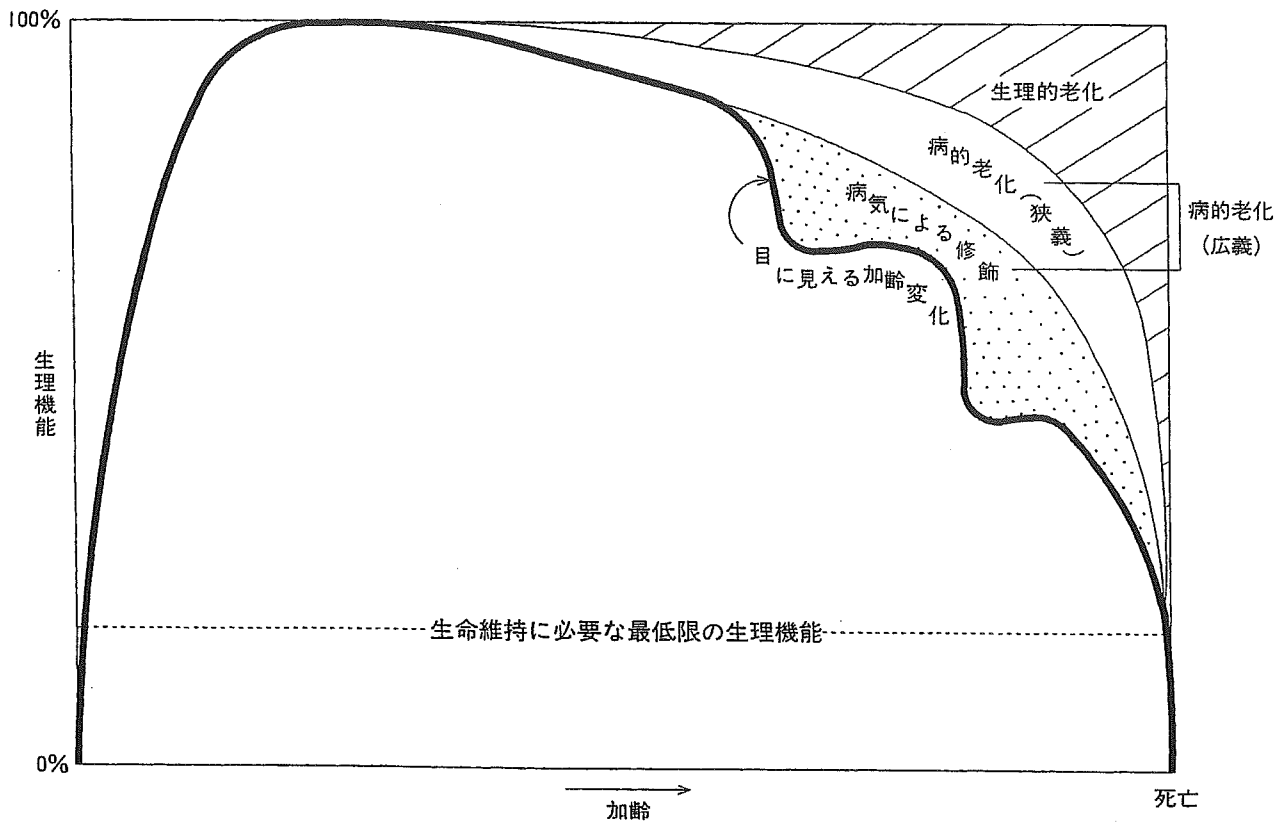 100%
生理的老化
病的老化（狭義）
病的老化
（広義）
病気による修飾
目に見える加齢変化
生理機能
生命維持に必要な最低限の生理機能
0%
加齢
死亡